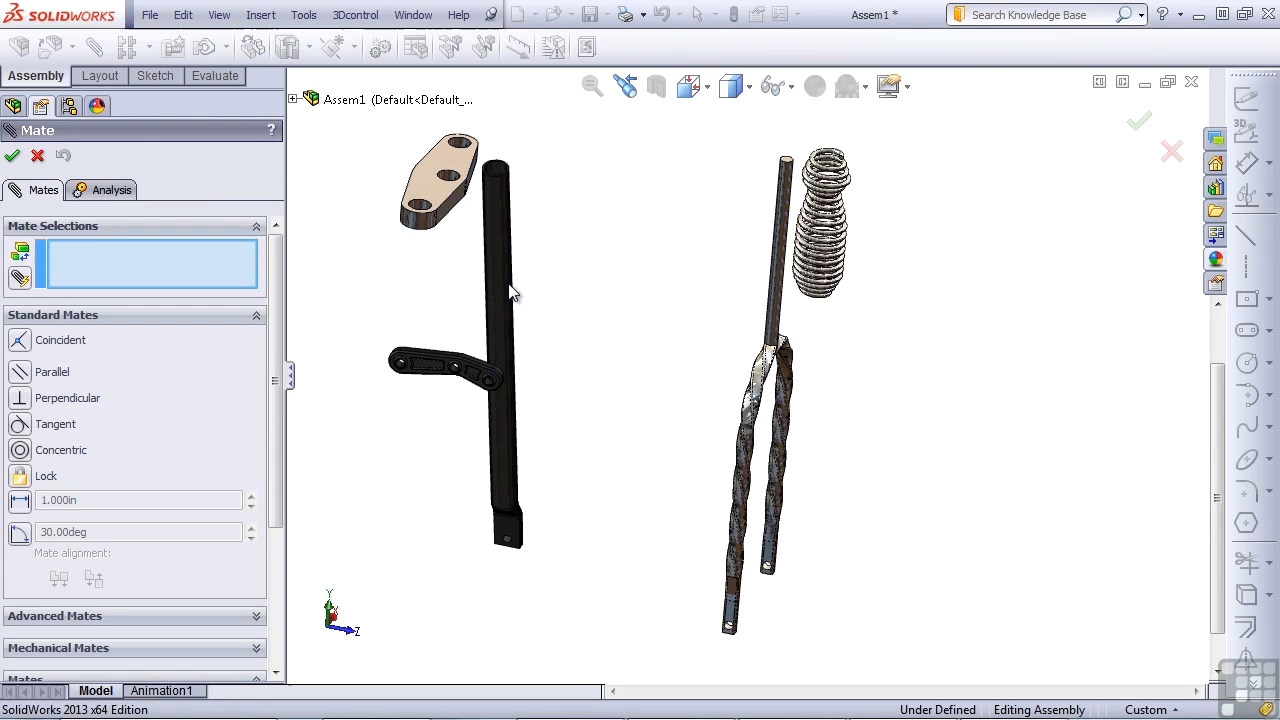 SOLIDWORKS File Edit View Insert Tools 3Dcontrol Window Help Assem1 * Search Knowledge Base ?
Assembly Layout Sketch Evaluate
Assem1 (Default<Default_...
Mate ?
Mates Analysis
Mate Selections
Standard Mates
Coincident
Parallel
Perpendicular
Tangent
Concentric
Lock
1.000in
30.00deg
Mate alignment:
Advanced Mates
Mechanical Mates
Mates
3D
Y
X
Z
Model Animation1
SolidWorks 2013 x64 Edition Under Defined Editing Assembly Custom